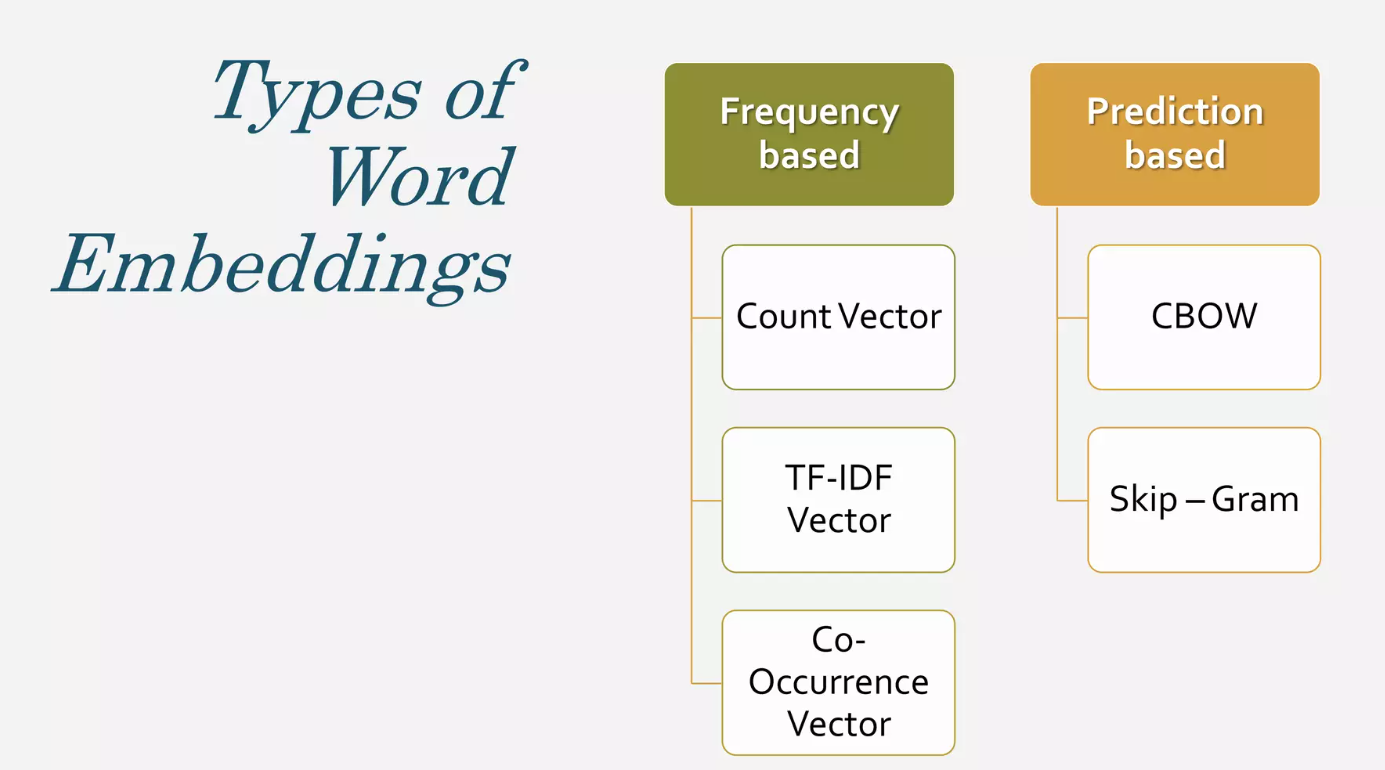 Types of
Word
Embeddings
Frequency
based
Count Vector
TF-IDF
Vector
Co-
Occurrence
Vector
Prediction
based
CBOW
Skip – Gram